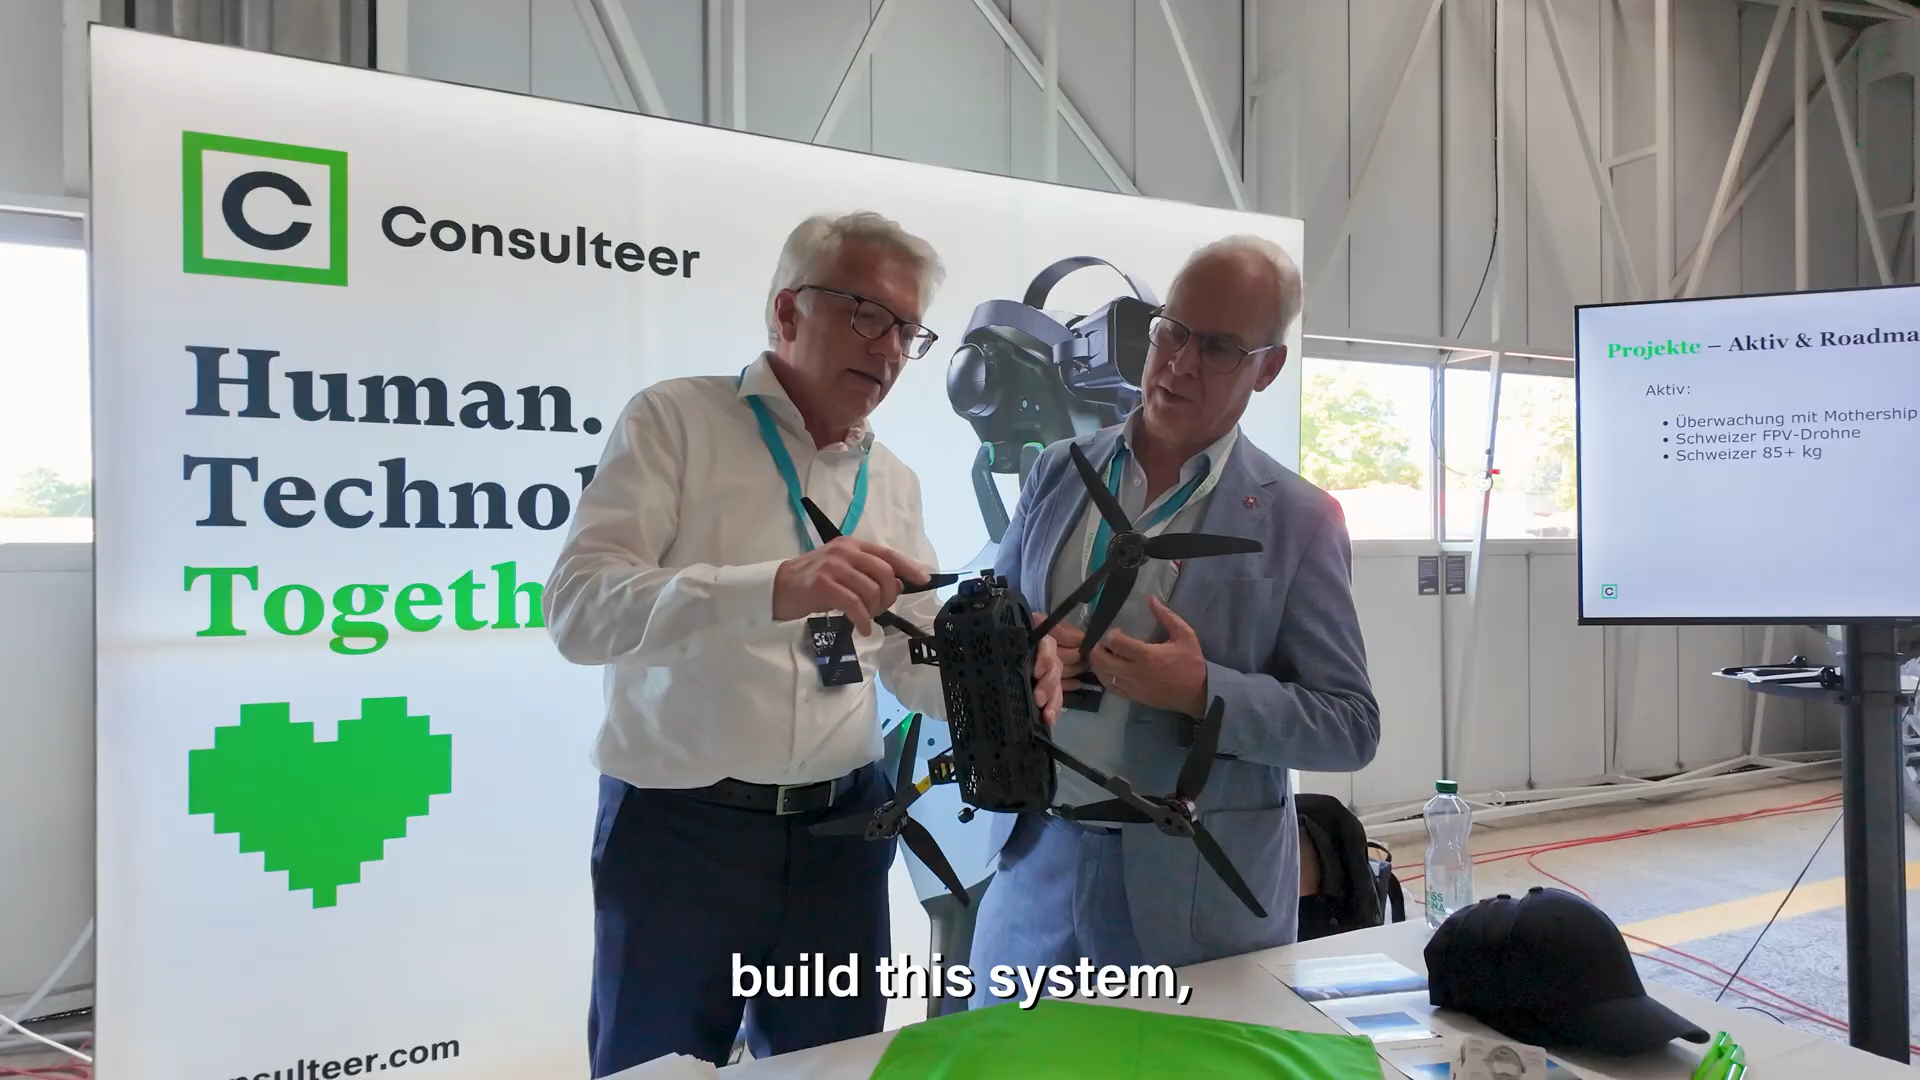 C
Consulteer
Human.
Technol
Togeth
nsulteer.com
Projekte – Aktiv & Roadma
Aktiv:
• Überwachung mit Mothership
• Schweizer FPV-Drohne
• Schweizer 85+ kg
C
build this system,